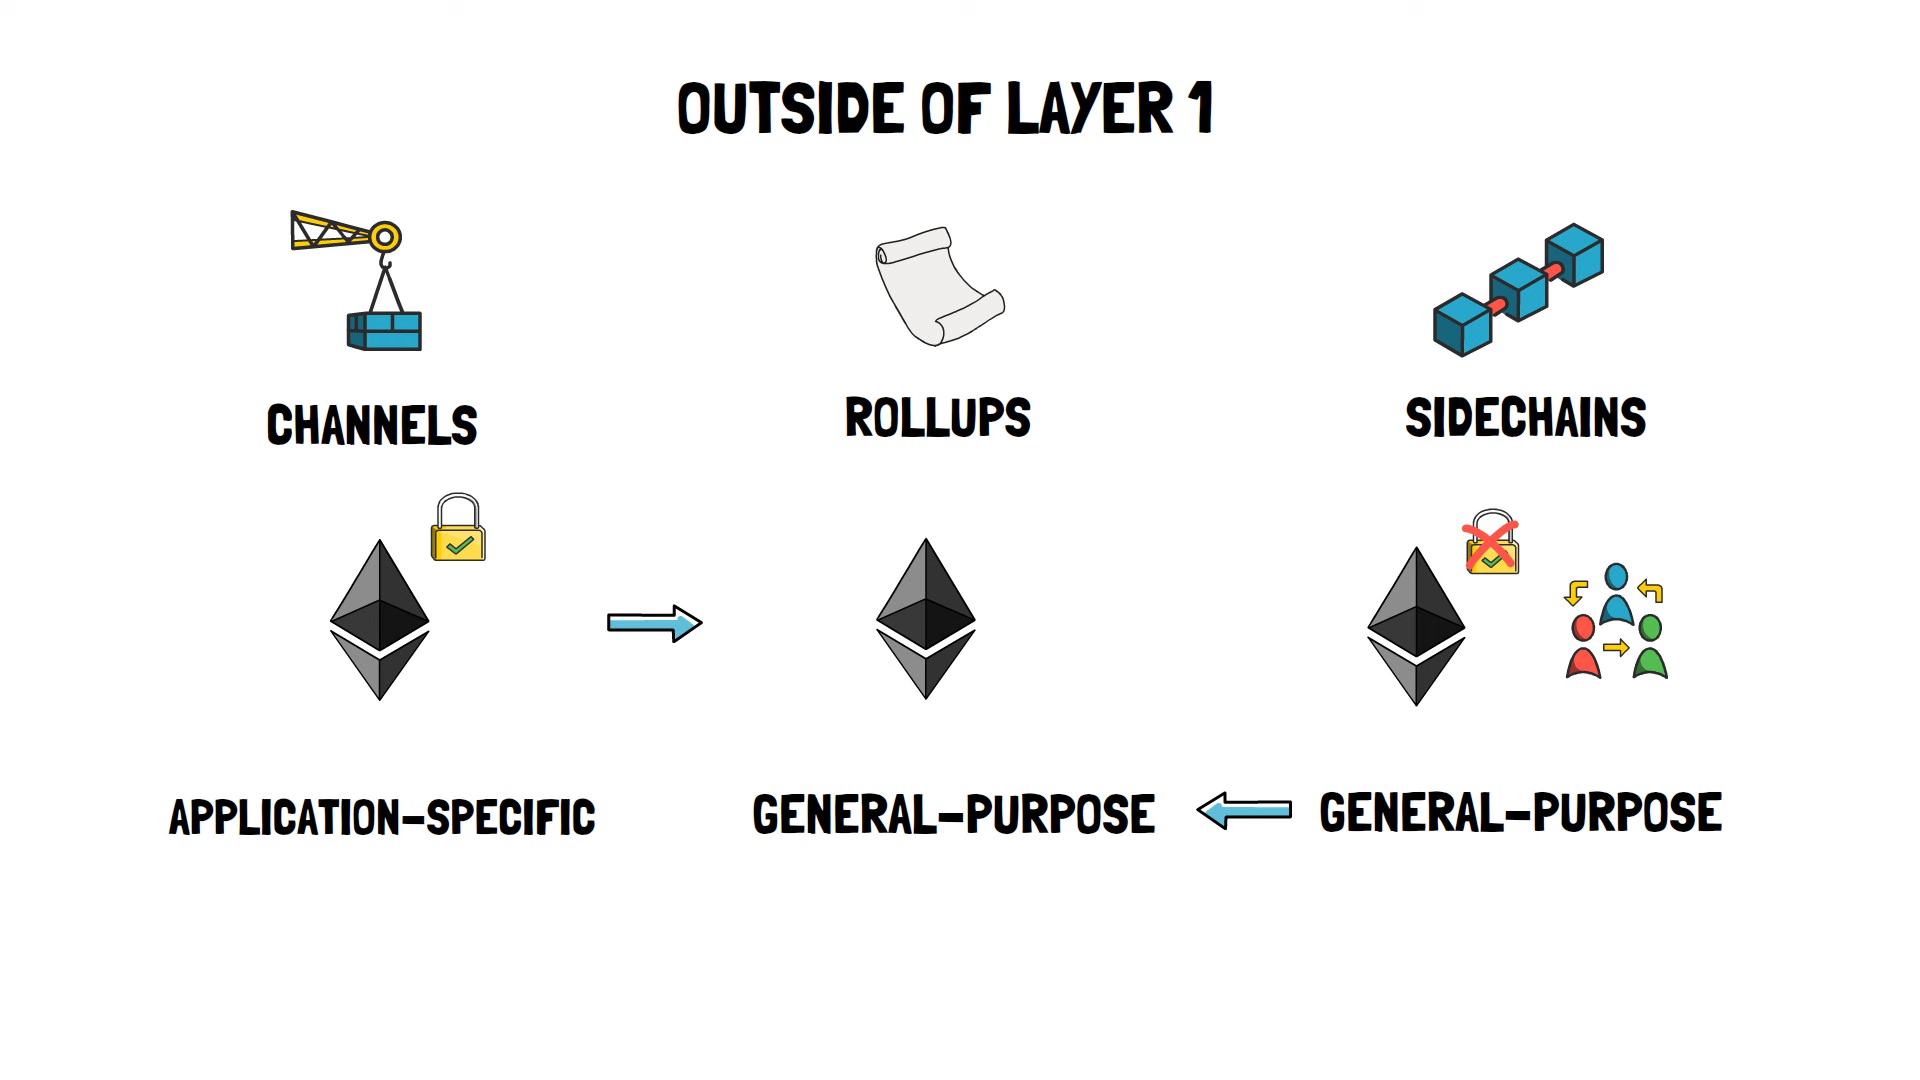 OUTSIDE OF LAYER 1
CHANNELS
ROLLUPS
SIDECHAINS
APPLICATION-SPECIFIC
GENERAL-PURPOSE
GENERAL-PURPOSE